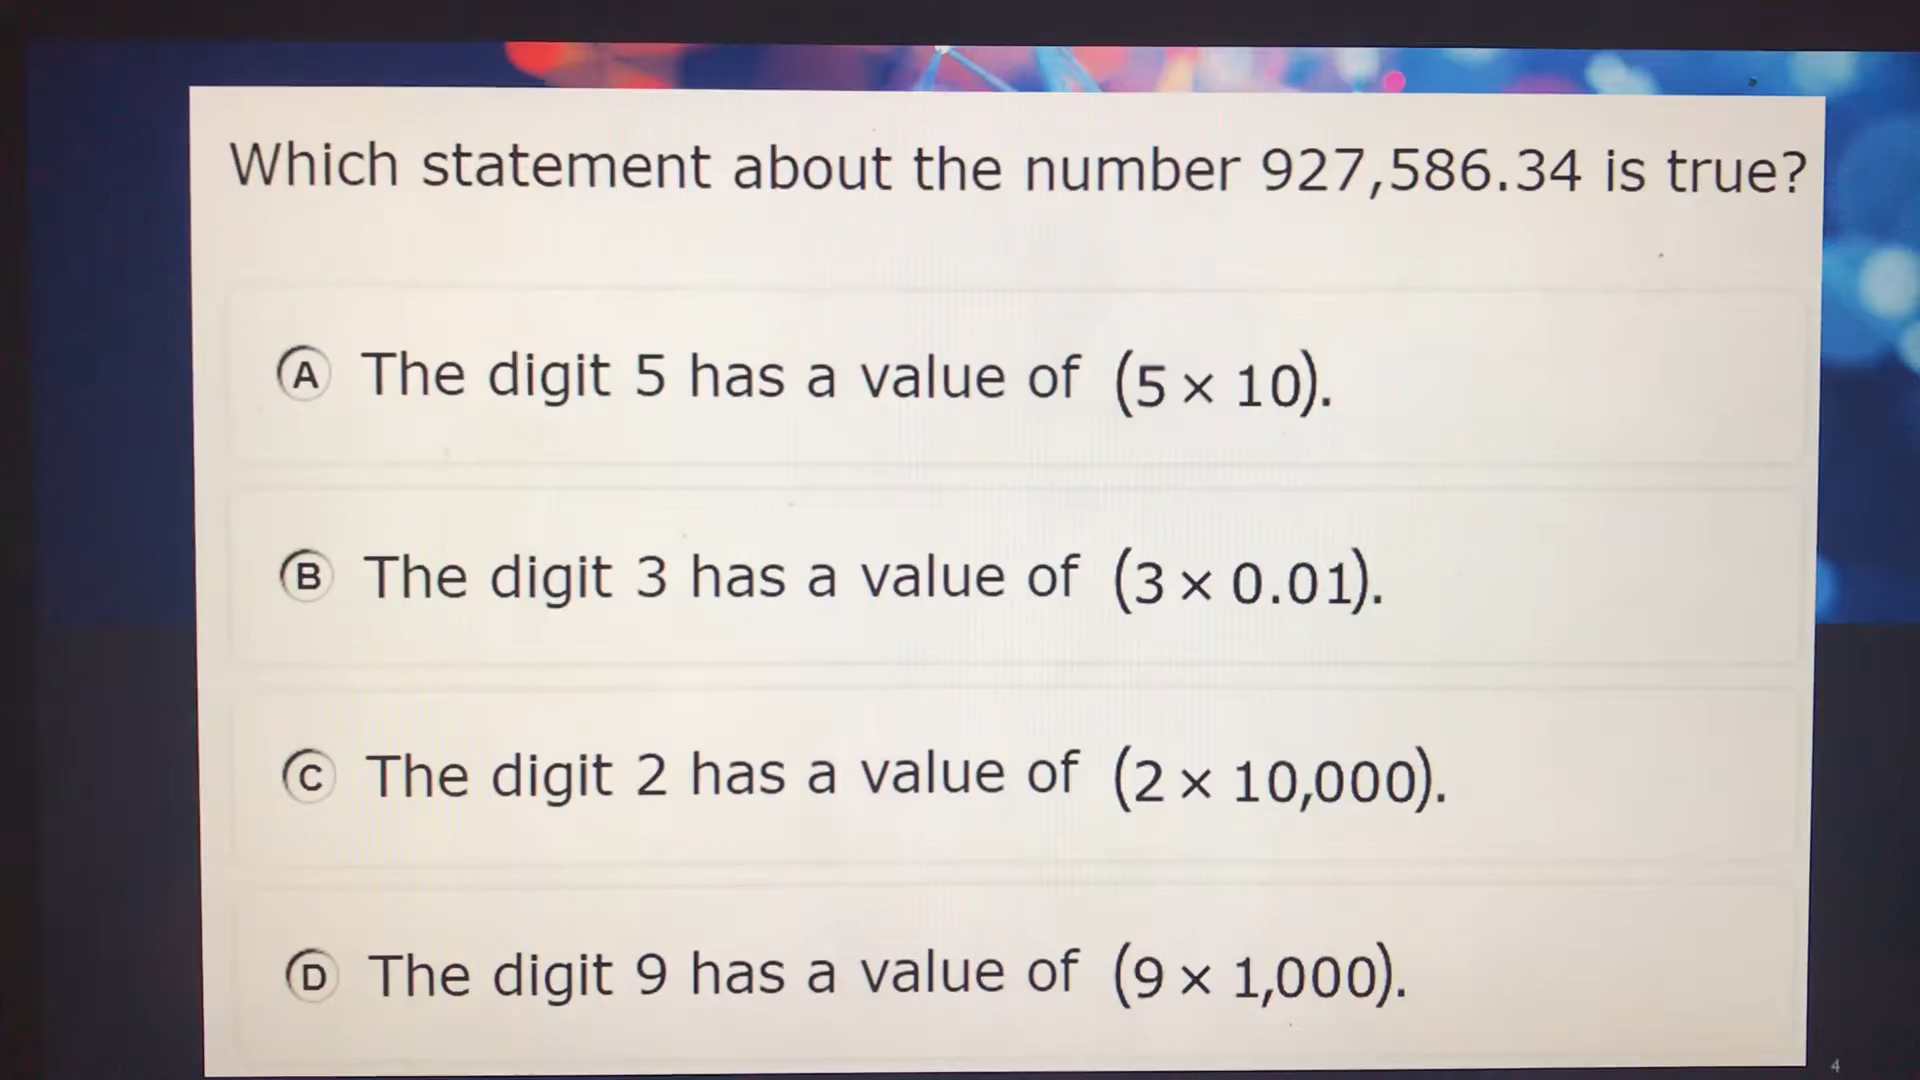 Which statement about the number 927,586.34 is true?
A The digit 5 has a value of (5 × 10).
B The digit 3 has a value of (3 × 0.01).
C The digit 2 has a value of (2 × 10,000).
D The digit 9 has a value of (9 × 1,000).
4